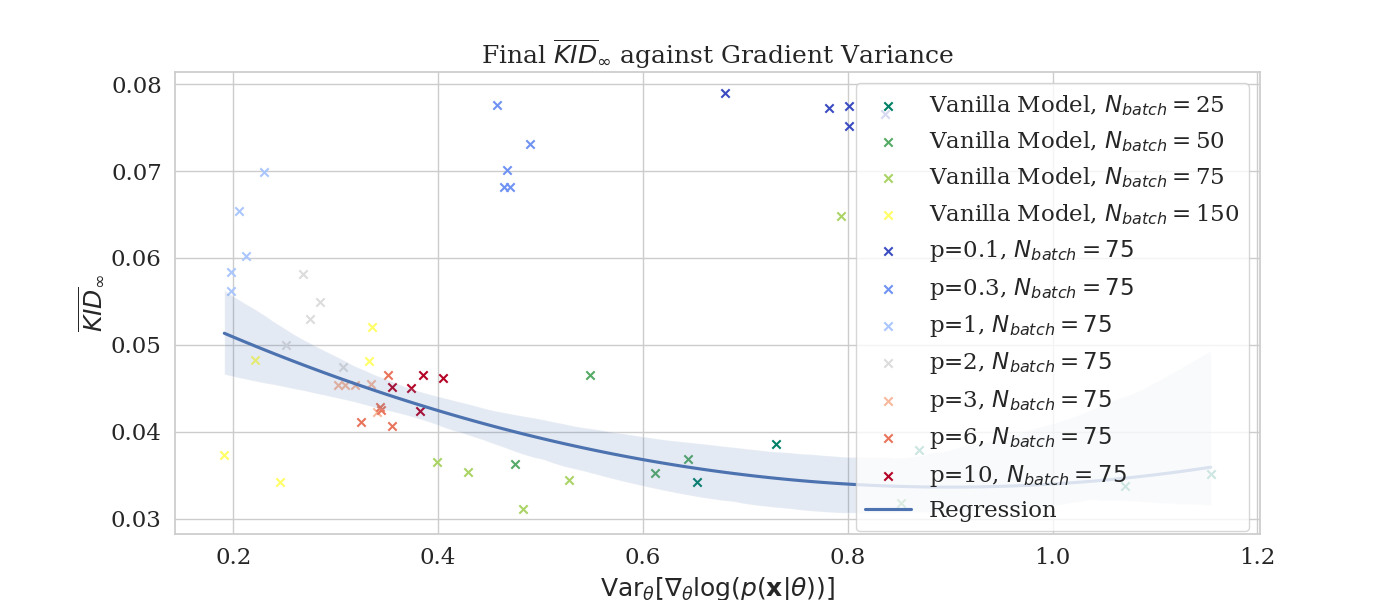 Final $\overline{KID}_\infty$ against Gradient Variance
0.08
0.07
0.06
0.05
0.04
0.03
$\overline{KID}_\infty$
0.2 0.4 0.6 0.8 1.0 1.2
Var$_\theta$[∇$_\theta$log(p(**x**|θ))]
Vanilla Model, $N_{batch}$ = 25
Vanilla Model, $N_{batch}$ = 50
Vanilla Model, $N_{batch}$ = 75
Vanilla Model, $N_{batch}$ = 150
p=0.1, $N_{batch}$ = 75
p=0.3, $N_{batch}$ = 75
p=1, $N_{batch}$ = 75
p=2, $N_{batch}$ = 75
p=3, $N_{batch}$ = 75
p=6, $N_{batch}$ = 75
p=10, $N_{batch}$ = 75
Regression